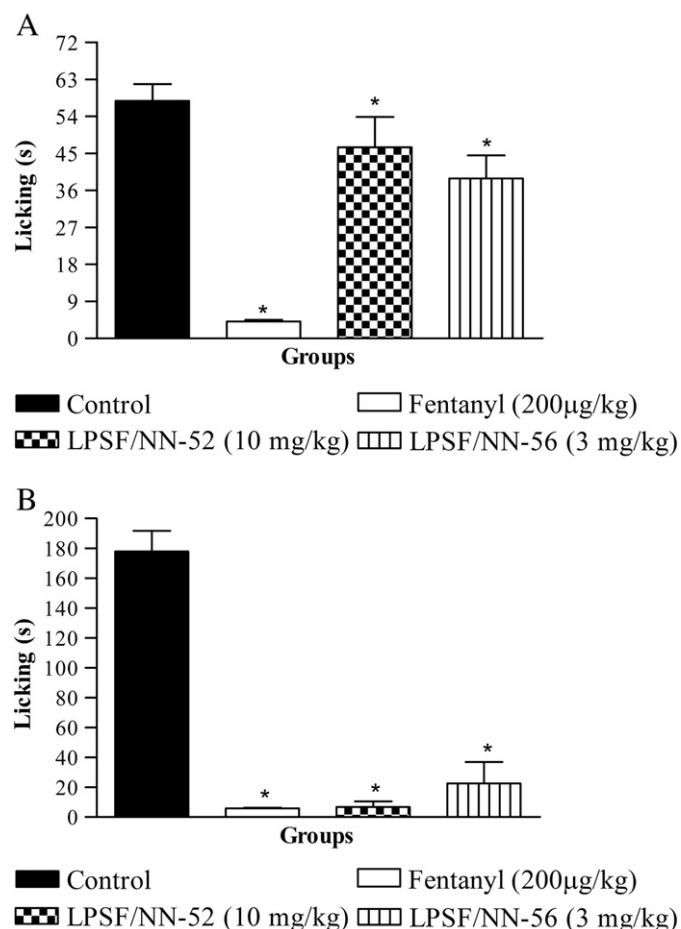 A
72
63
54
45
36
27
18
9
0
Licking (s)
*
*
*
Groups
Control
Fentanyl (200µg/kg)
LPSF/NN-52 (10 mg/kg)
LPSF/NN-56 (3 mg/kg)
B
200
180
160
140
120
100
80
60
40
20
0
Licking (s)
*
*
*
Groups
Control
Fentanyl (200µg/kg)
LPSF/NN-52 (10 mg/kg)
LPSF/NN-56 (3 mg/kg)